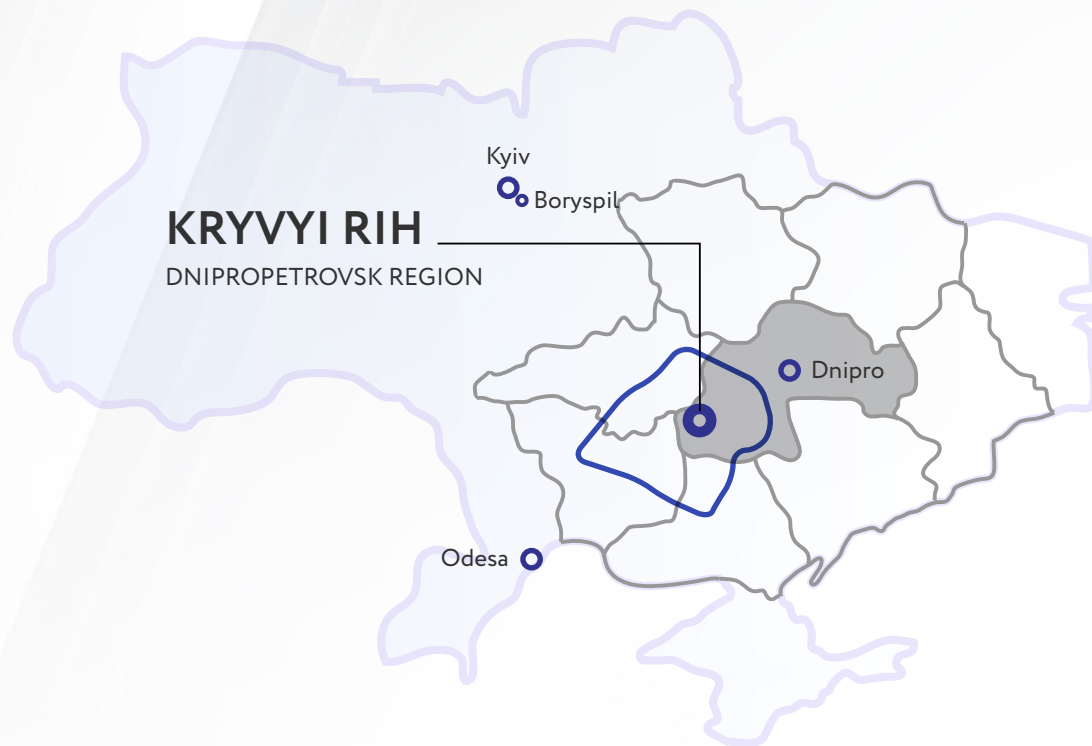 Kyiv
Boryspil
KRYVYI RIH
DNIPROPETROVSK REGION
Dnipro
Odesa